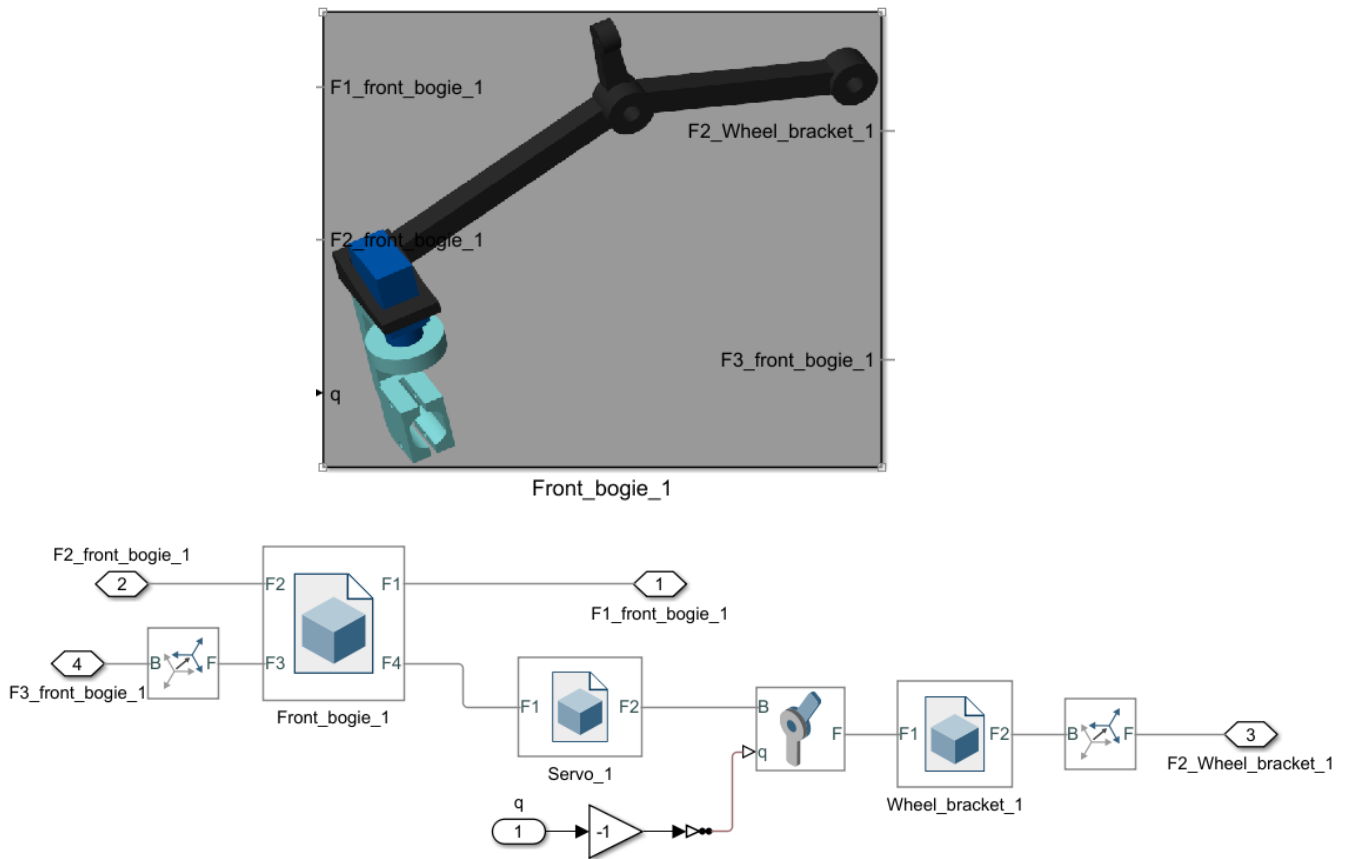 F1_front_bogie_1
F2_Wheel_bracket_1
F2_front_bogie_1
F3_front_bogie_1
q
Front_bogie_1
F2_front_bogie_1
2
F2
F1
1
F1_front_bogie_1
4
B
F
F3
F4
F3_front_bogie_1
Front_bogie_1
F1
F2
Servo_1
B
q
F
F1
F2
Wheel_bracket_1
B
F
3
F2_Wheel_bracket_1
q
1
-1